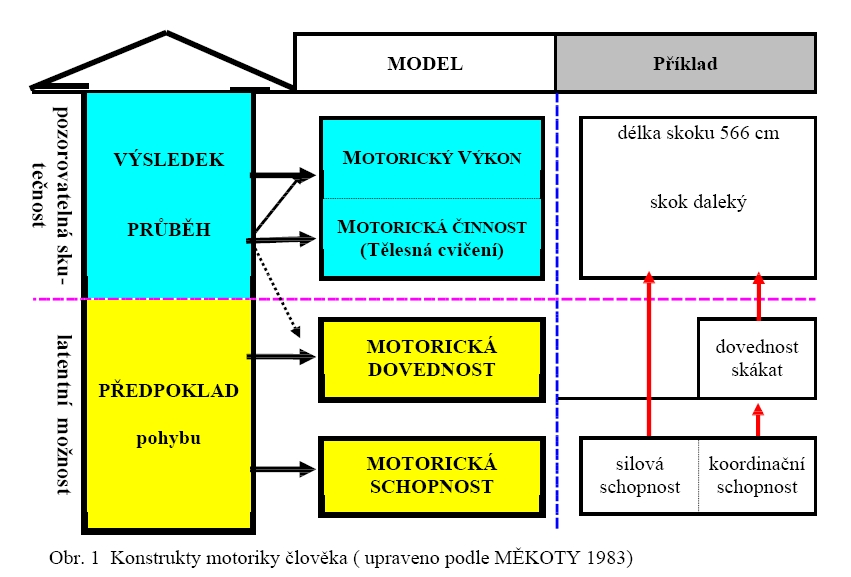 MODEL
Příklad
pozorovatelná sku-
tečnost
VÝSLEDEK
PRŮBĚH
MOTORICKÝ VÝKON
MOTORICKÁ ČINNOST
(Tělesná cvičení)
délka skoku 566 cm
skok daleký
latentní možnost
PŘEDPOKLAD
pohybu
MOTORICKÁ
DOVEDNOST
dovednost
skákat
MOTORICKÁ
SCHOPNOST
silová
schopnost
koordinační
schopnost
Obr. 1 Konstrukty motoriky člověka ( upraveno podle MĚKOTY 1983)